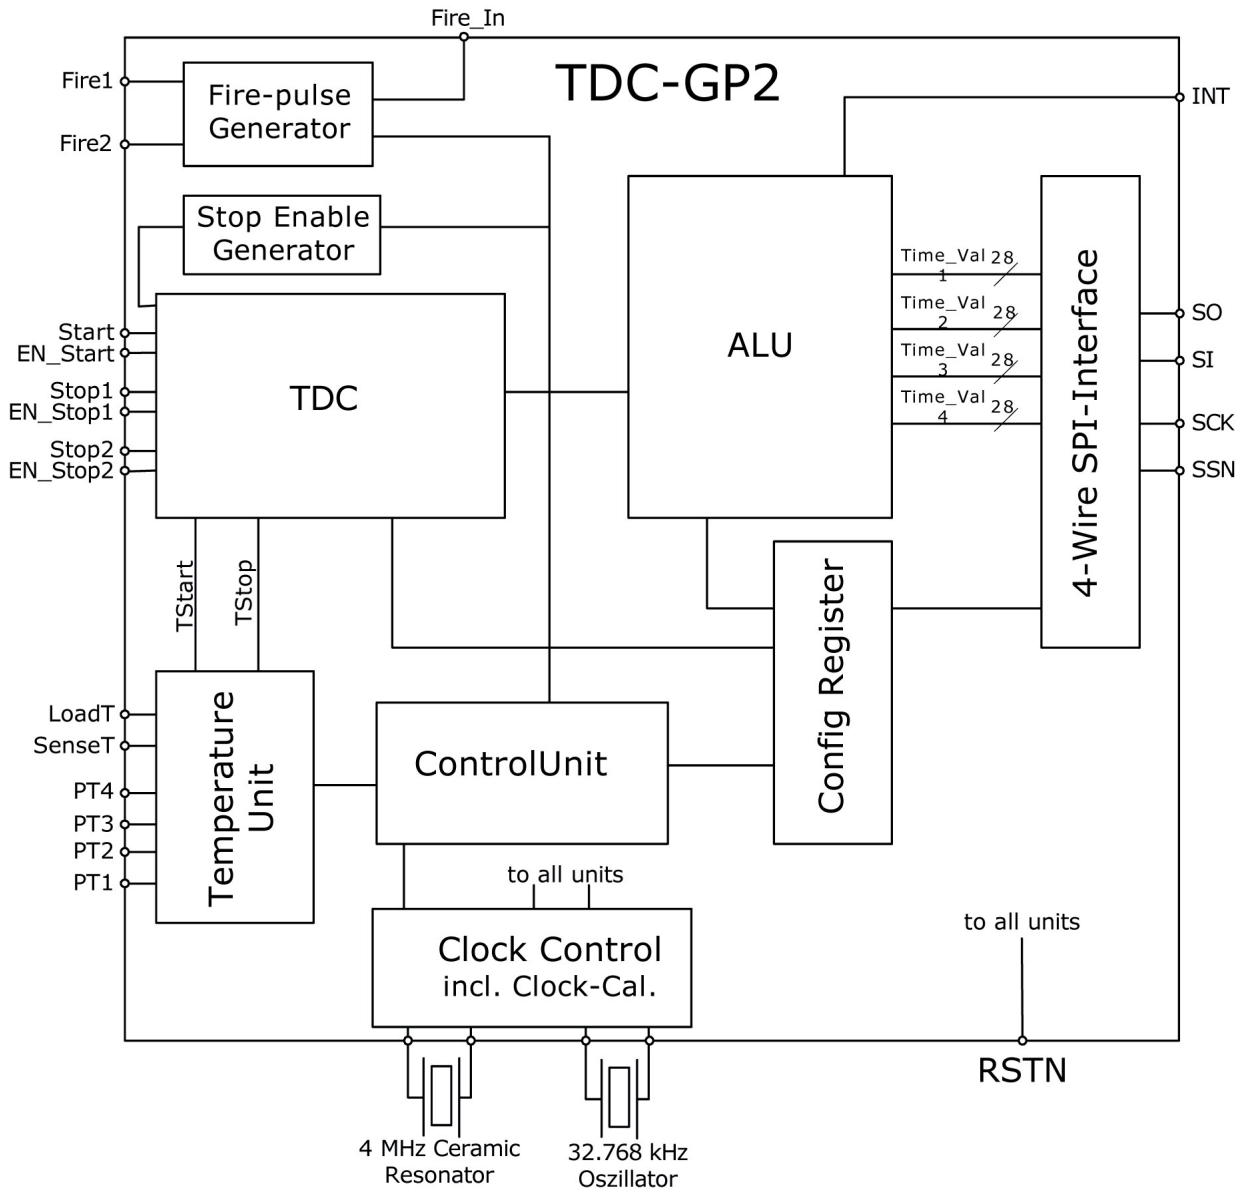 Fire_In
TDC-GP2
Fire1
Fire2
Fire-pulse
Generator
INT
Stop Enable
Generator
Start
EN_Start
Stop1
EN_Stop1
Stop2
EN_Stop2
TDC
ALU
Time_Val 28
1
Time_Val 28
2
Time_Val 28
3
Time_Val 28
4
4-Wire SPI-Interface
SO
SI
SCK
SSN
TStart
TStop
Config Register
LoadT
SenseT
PT4
PT3
PT2
PT1
Temperature
Unit
ControlUnit
to all units
Clock Control
incl. Clock-Cal.
to all units
RSTN
4 MHz Ceramic
Resonator
32.768 kHz
Oszillator